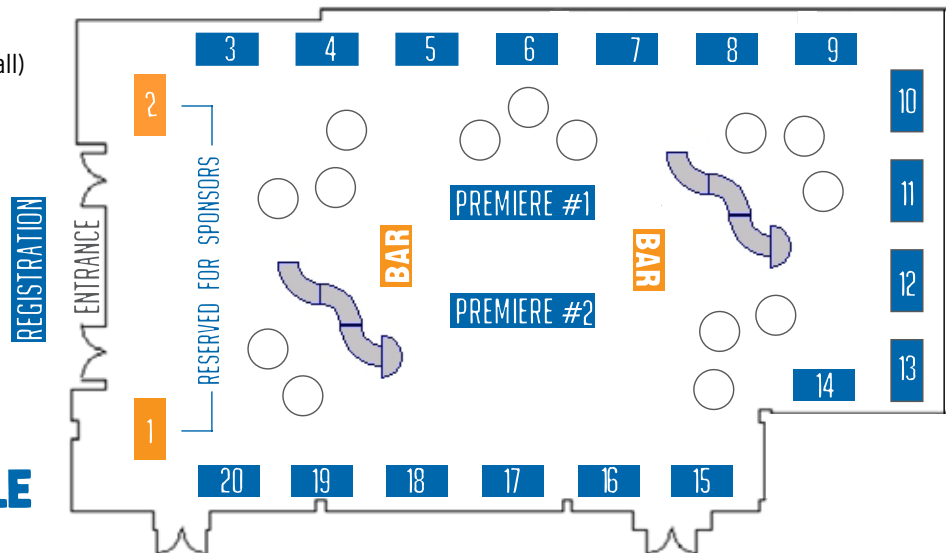 all)
3
4
5
6
7
8
9
2
10
11
12
13
14
REGISTRATION
ENTRANCE
RESERVED FOR SPONSORS
BAR
PREMIERE #1
PREMIERE #2
BAR
1
LE
20
19
18
17
16
15